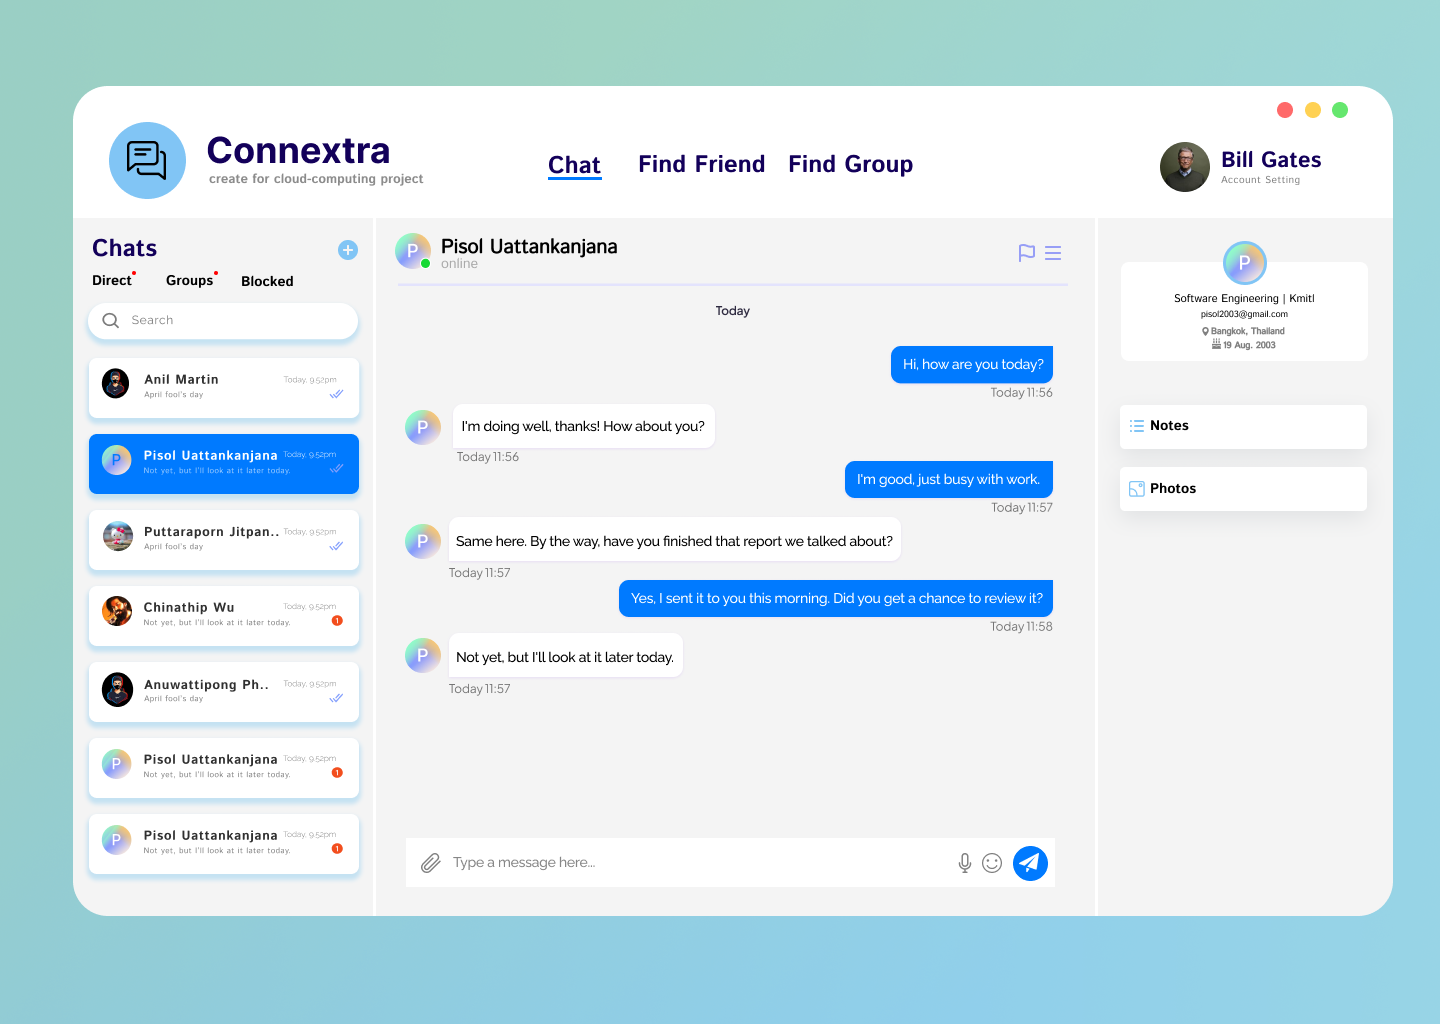 Connextra
create for cloud-computing project
Chat
Find Friend
Find Group
Bill Gates
Account Setting
Chats
Direct
Groups
Blocked
Search
Anil Martin
Today, 9.52pm
April fool's day
Pisol Uattankanjana
Today, 9.52pm
Not yet, but I'll look at it later today.
P
Puttaraporn Jitpan..
Today, 9.52pm
April fool's day
Chinathip Wu
Today, 9.52pm
Not yet, but I'll look at it later today.
1
Anuwattipong Ph..
Today, 9.52pm
April fool's day
P
Pisol Uattankanjana
Today, 9.52pm
Not yet, but I'll look at it later today.
1
P
Pisol Uattankanjana
Today, 9.52pm
Not yet, but I'll look at it later today.
1
P
Pisol Uattankanjana
online
Today
Hi, how are you today?
Today 11:56
P
I'm doing well, thanks! How about you?
Today 11:56
I'm good, just busy with work.
Today 11:57
P
Same here. By the way, have you finished that report we talked about?
Today 11:57
Yes, I sent it to you this morning. Did you get a chance to review it?
Today 11:58
P
Not yet, but I'll look at it later today.
Today 11:57
Type a message here...
P
Software Engineering | Kmitl
pisol2003@gmail.com
Bangkok, Thailand
19 Aug. 2003
Notes
Photos